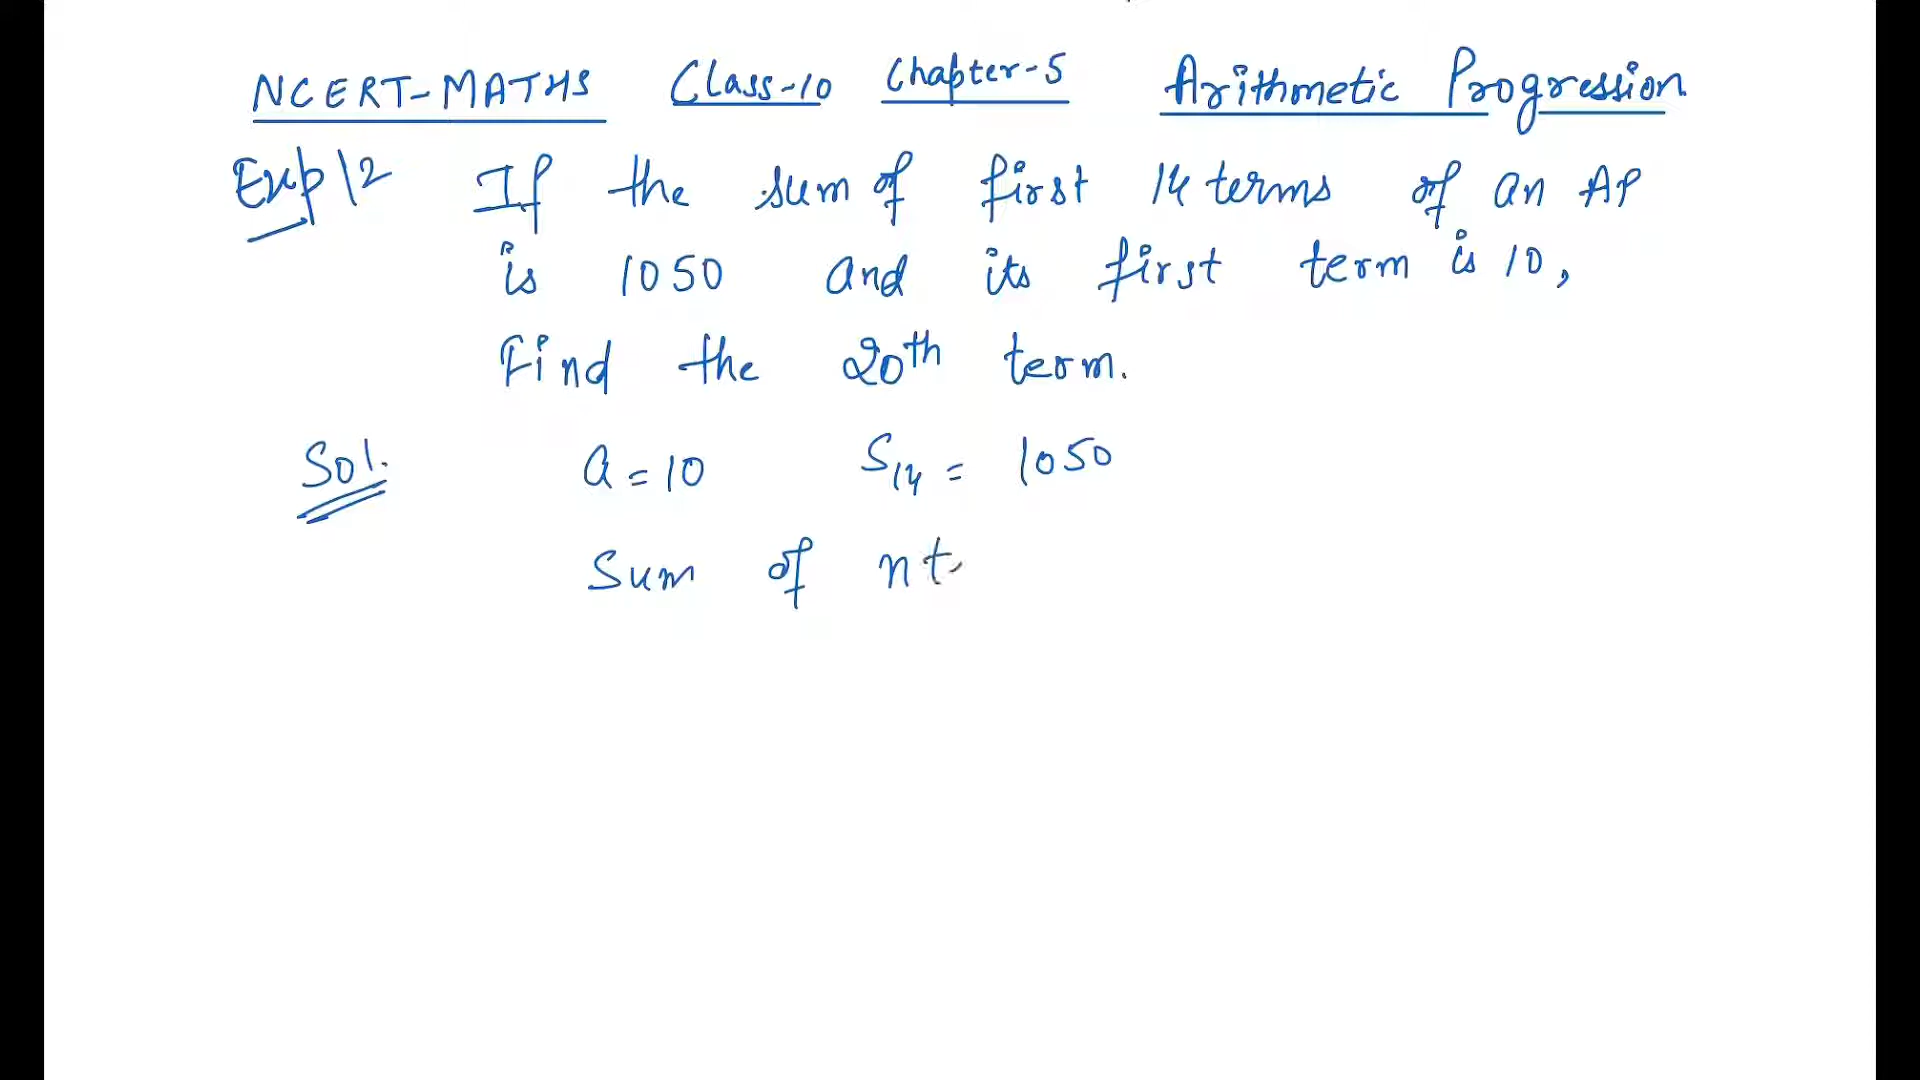 NCERT-MATHS Class-10 Chapter-5 Arithmetic Progression
Exp 12 If the sum of first 14 terms of an AP
is 1050 and its first term is 10,
Find the 20th term.
Sol. a = 10 S14 = 1050
Sum of n t